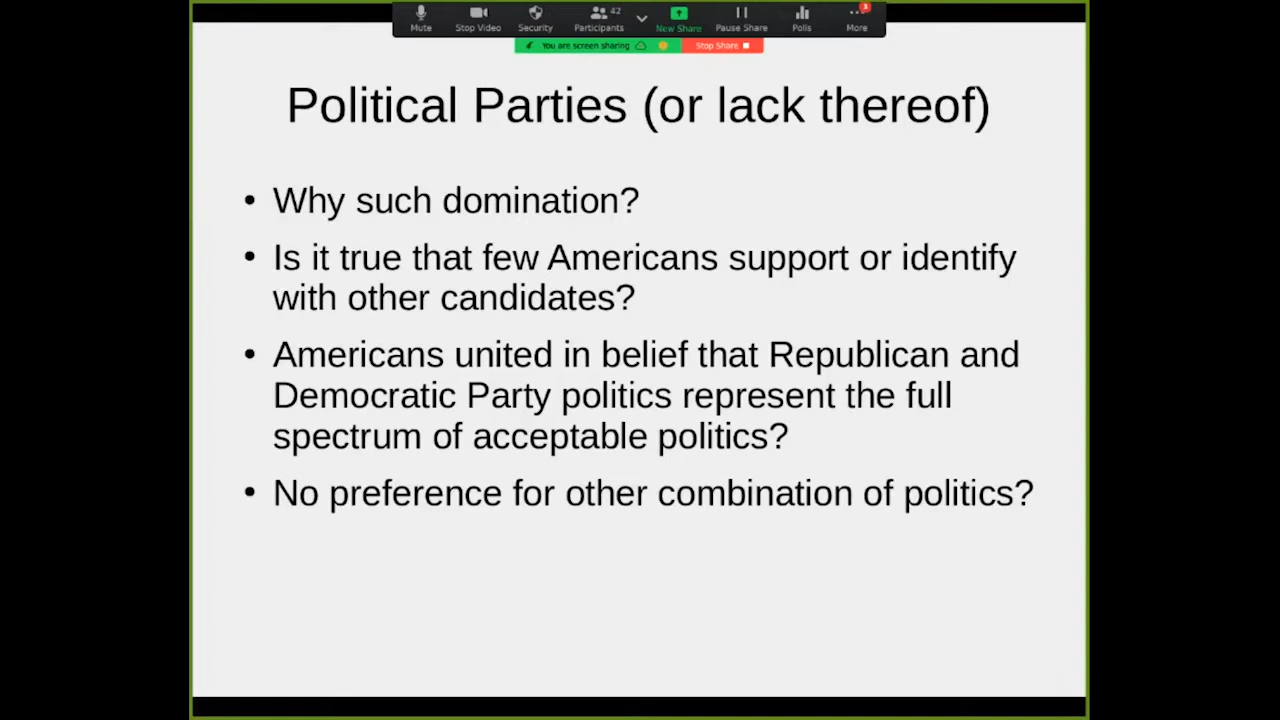 Mute Stop Video Security Participants 42 New Share Pause Share Polls More 3
You are screen sharing Stop Share
Political Parties (or lack thereof)
• Why such domination?
• Is it true that few Americans support or identify
with other candidates?
• Americans united in belief that Republican and
Democratic Party politics represent the full
spectrum of acceptable politics?
• No preference for other combination of politics?